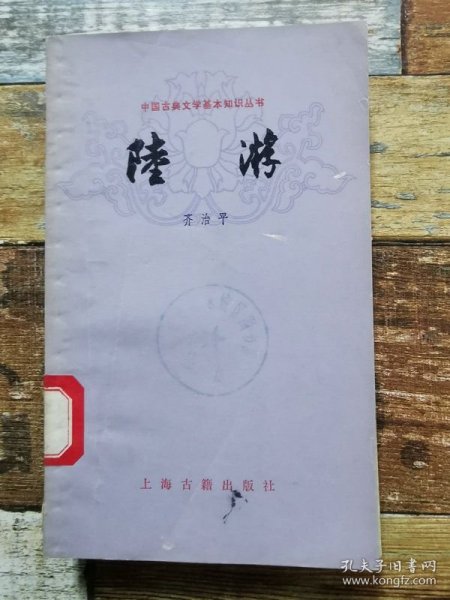 中国古典文学基本知识丛书
陸游
齐治平
上海古籍出版社
孔夫子旧书网
www.kongfz.com